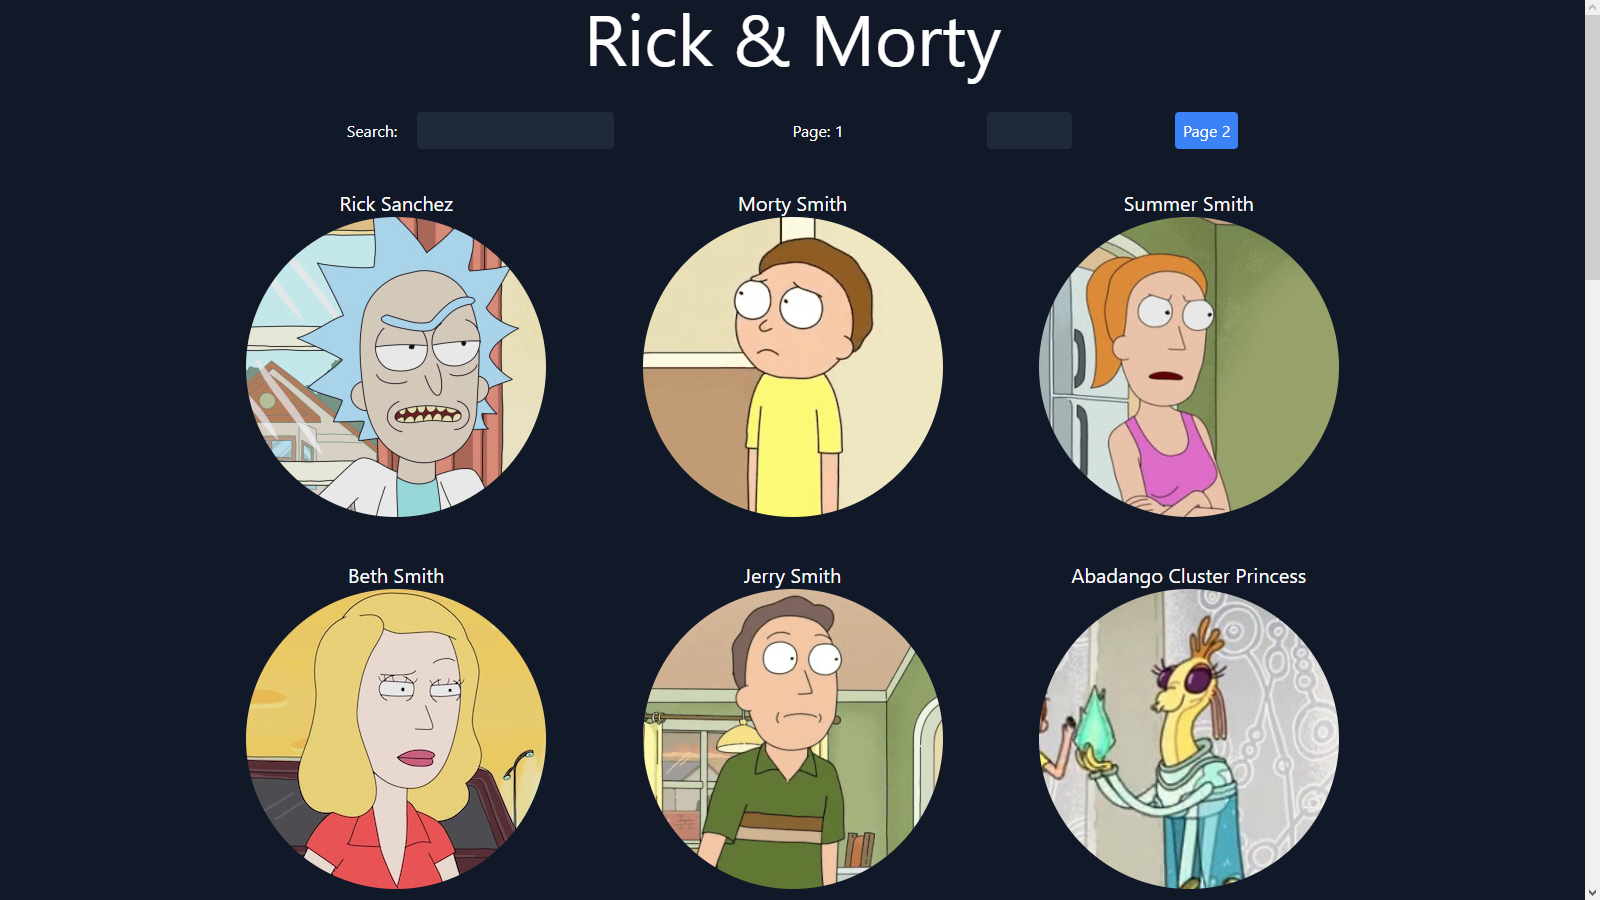 Rick & Morty
Search: Page: 1 Page 2
Rick Sanchez Morty Smith Summer Smith
Beth Smith Jerry Smith Abadango Cluster Princess